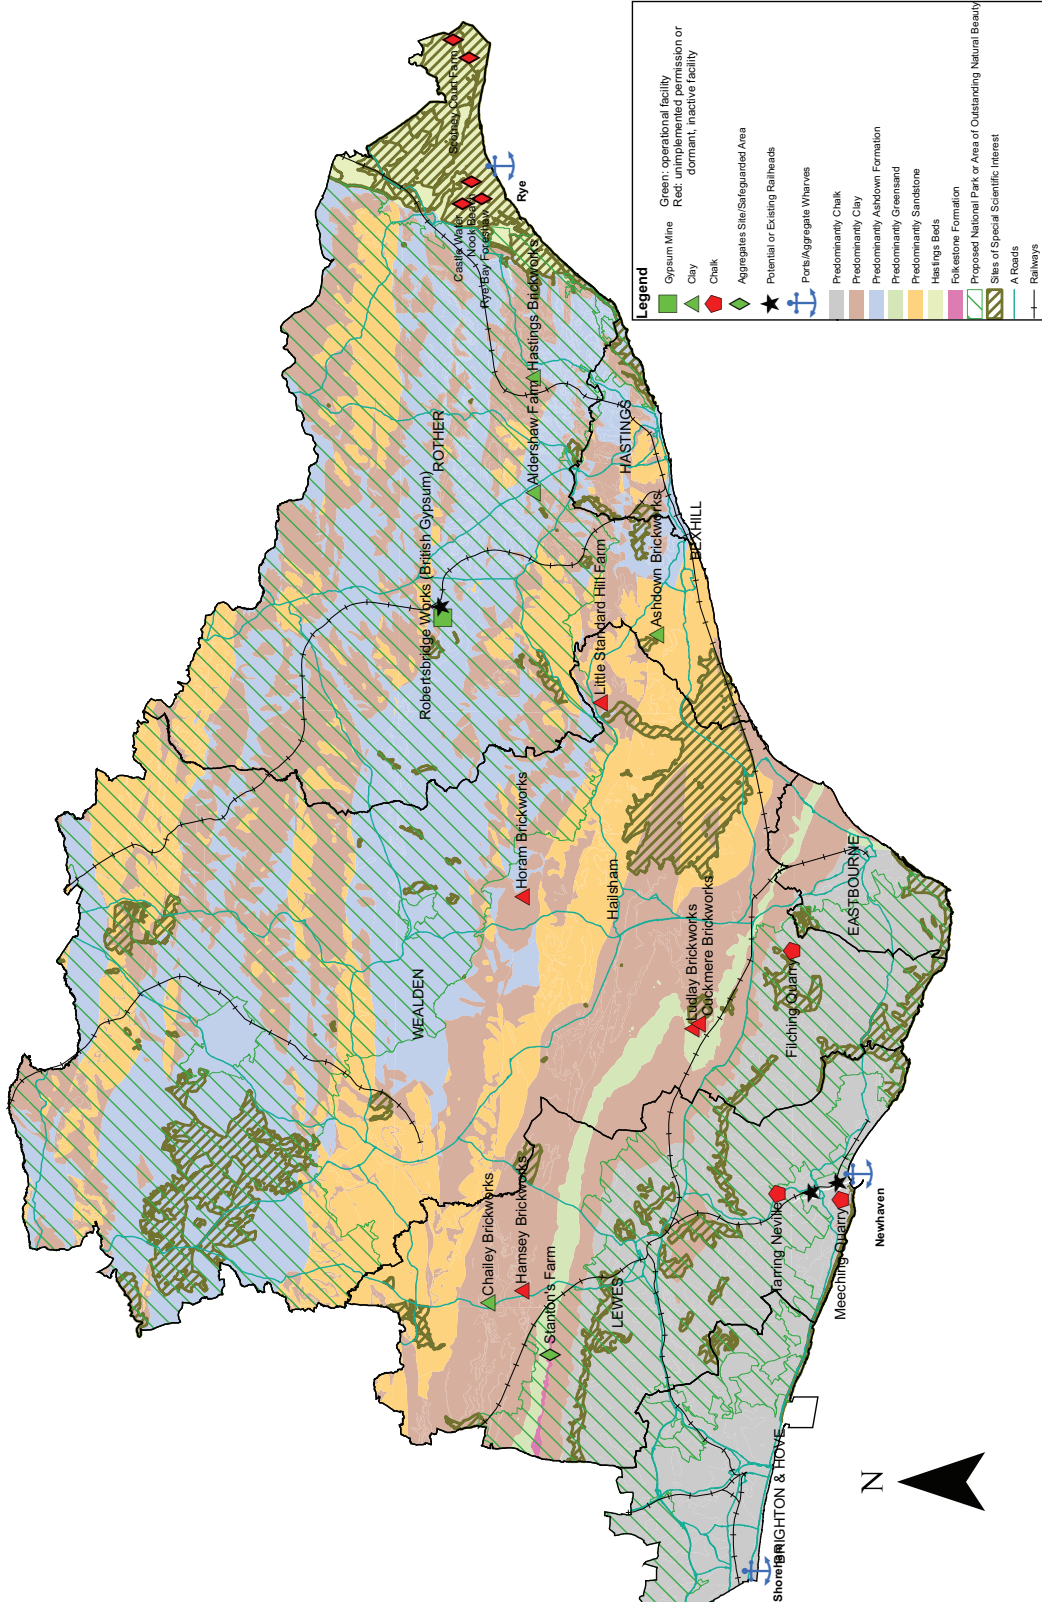 Scotney Court Farm
Castle Water
Nook Beach
Rye Bay Foreshaw
Rye
Hastings Brickworks
Aldershaw Farm
ROTHER
Robertsbridge Works (British Gypsum)
HASTINGS
Little Standard Hill Farm
Ashdown Brickworks
BEXHILL
Horam Brickworks
Hailsham
WEALDEN
Ludlay Brickworks
Cuckmere Brickworks
EASTBOURNE
Filching Quarry
Chailey Brickworks
Hamsey Brickworks
Stanton's Farm
LEWES
Tarring Neville
Meeching Quarry
Newhaven
BRIGHTON & HOVE
Shoreham
N
Legend
Gypsum Mine
Clay
Chalk
Green: operational facility
Red: unimplemented permission or
dormant, inactive facility
Aggregates Site/Safeguarded Area
Potential or Existing Railheads
Ports/Aggregate Wharves
Predominantly Chalk
Predominantly Clay
Predominantly Ashdown Formation
Predominantly Greensand
Predominantly Sandstone
Hastings Beds
Folkestone Formation
Proposed National Park or Area of Outstanding Natural Beauty
Sites of Special Scientific Interest
A Roads
Railways